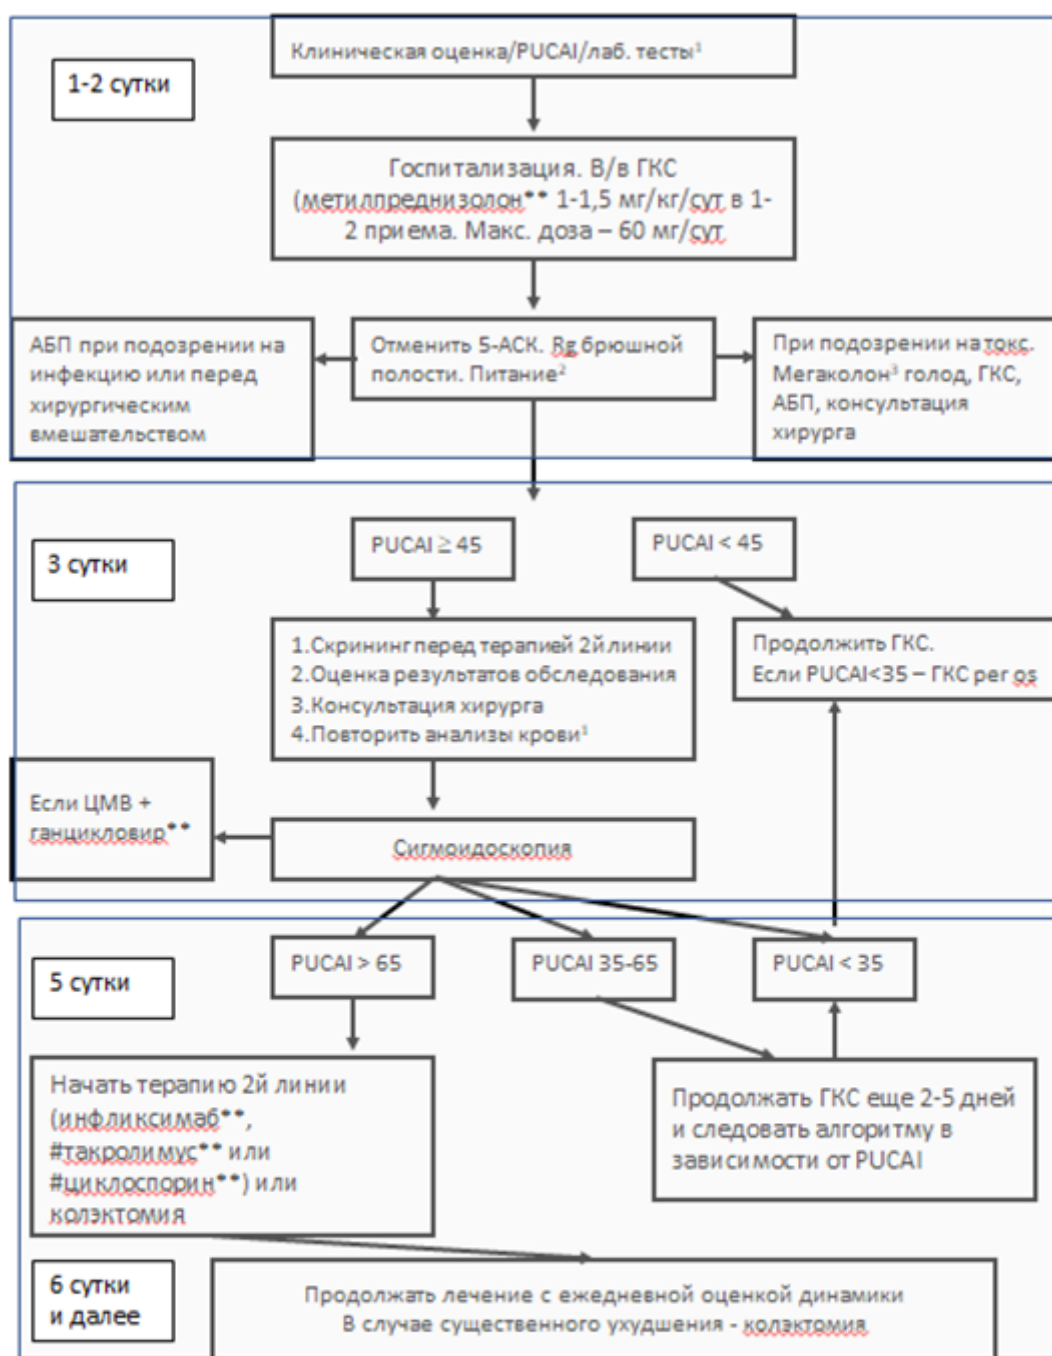 Клиническая оценка/PUCAI/лаб. тесты¹
1-2 сутки
Госпитализация. В/в ГКС
(метилпреднизолон** 1-1,5 мг/кг/сут в 1-
2 приема. Макс. доза – 60 мг/сут
АБП при подозрении на
инфекцию или перед
хирургическим
вмешательством
Отменить 5-АСК. Rg брюшной
полости. Питание²
При подозрении на токс.
Мегаколон³ голод, ГКС,
АБП, консультация
хирурга
3 сутки
PUCAI ≥ 45
PUCAI < 45
1.Скрининг перед терапией 2й линии
2.Оценка результатов обследования
3.Консультация хирурга
4.Повторить анализы крови¹
Продолжить ГКС.
Если PUCAI<35 – ГКС per os
Если ЦМВ +
ганцикловир**
Сигмоидоскопия
5 сутки
PUCAI > 65
PUCAI 35-65
PUCAI < 35
Начать терапию 2й линии
(инфликсимаб**,
#такролимус** или
#циклоспорин**) или
колэктомия
Продолжать ГКС еще 2-5 дней
и следовать алгоритму в
зависимости от PUCAI
6 сутки
и далее
Продолжать лечение с ежедневной оценкой динамики
В случае существенного ухудшения - колэктомия